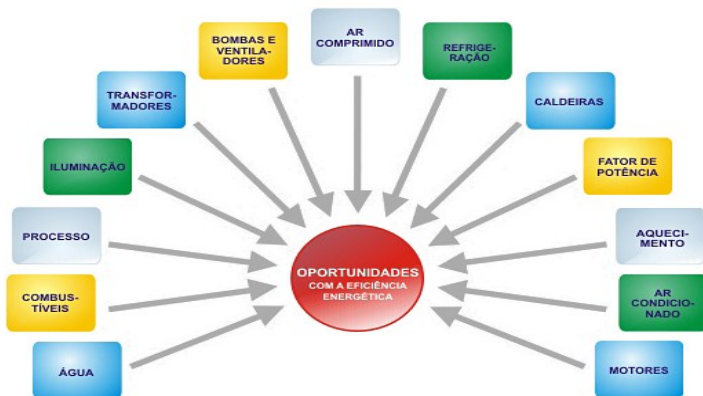 BOMBAS E
VENTILA-
DORES
AR
COMPRIMIDO
REFRIGE-
RAÇÃO
TRANSFOR-
MADORES
CALDEIRAS
ILUMINAÇÃO
FATOR DE
POTÊNCIA
PROCESSO
AQUECI-
MENTO
OPORTUNIDADES
COM A EFICIÊNCIA
ENERGÉTICA
COMBUS-
TÍVEIS
AR
CONDICIO-
NADO
ÁGUA
MOTORES